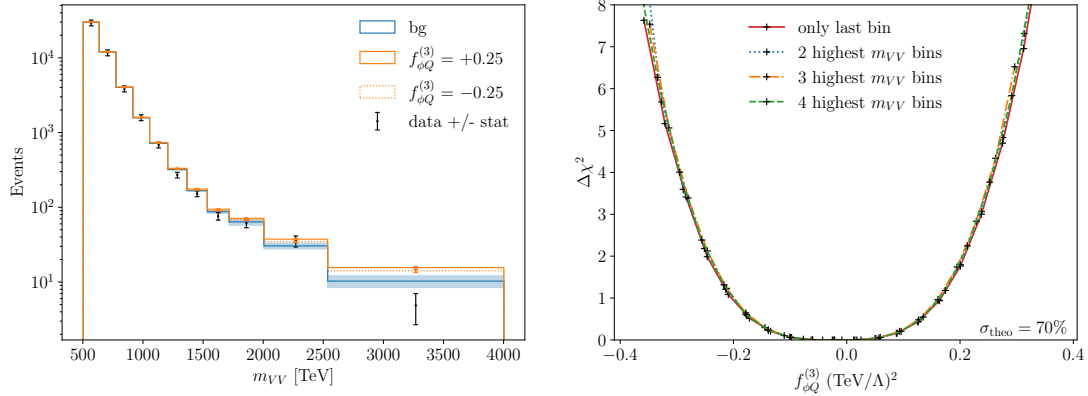 10^4
10^3
10^2
10^1
Events
bg
f_{ϕQ}^{(3)} = +0.25
f_{ϕQ}^{(3)} = −0.25
data +/- stat
500 1000 1500 2000 2500 3000 3500 4000
m_{VV} [TeV]
8
7
6
5
4
3
2
1
0
Δχ^2
only last bin
2 highest m_{VV} bins
3 highest m_{VV} bins
4 highest m_{VV} bins
σ_{theo} = 70%
−0.4 −0.2 0.0 0.2 0.4
f_{ϕQ}^{(3)} (TeV/Λ)^2